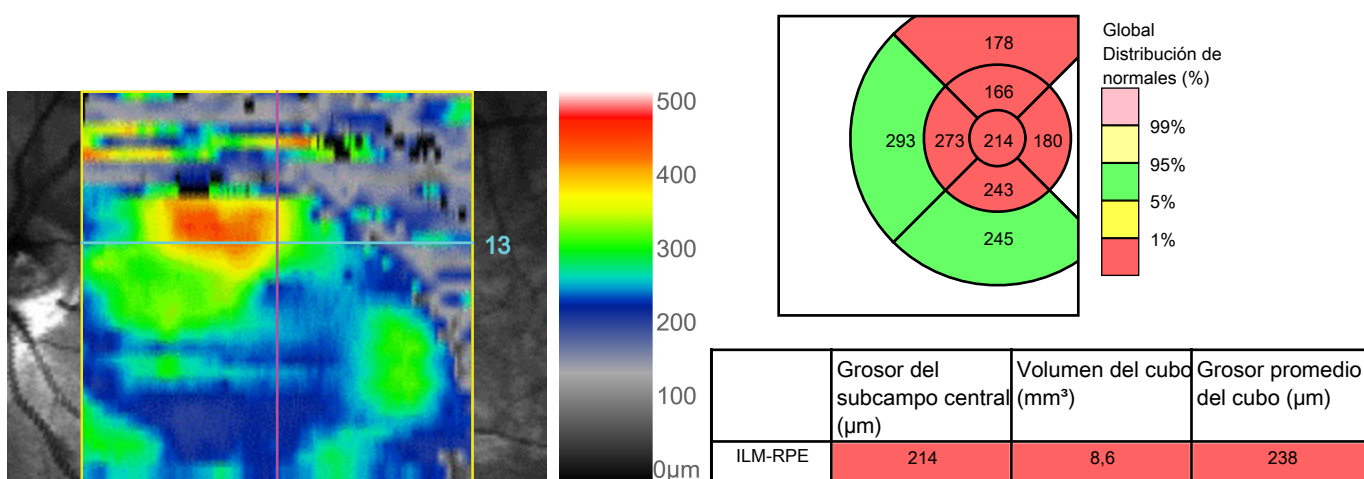 500
400
300
200
100
0µm
13
178
166
293
273
214
180
243
245
Global
Distribución de
normales (%)
99%
95%
5%
1%
Grosor del
subcampo central
(µm)
Volumen del cubo
(mm³)
Grosor promedio
del cubo (µm)
ILM-RPE
214
8,6
238